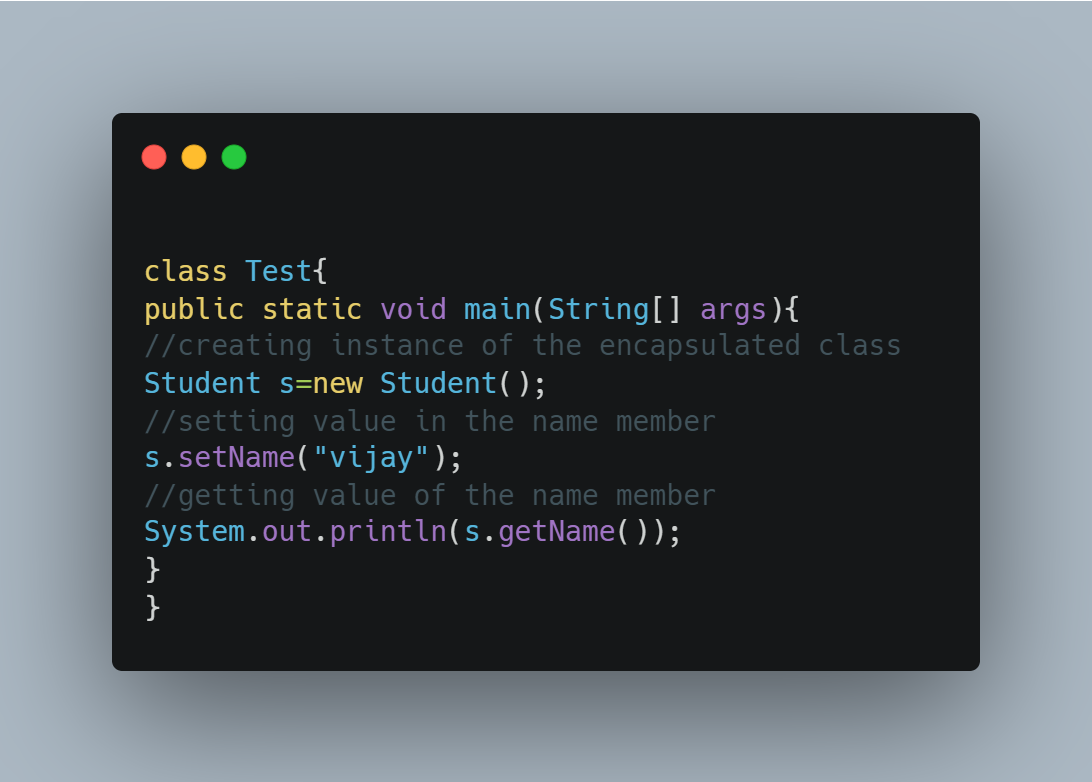 class Test{
public static void main(String[] args){
//creating instance of the encapsulated class
Student s=new Student();
//setting value in the name member
s.setName("vijay");
//getting value of the name member
System.out.println(s.getName());
}
}